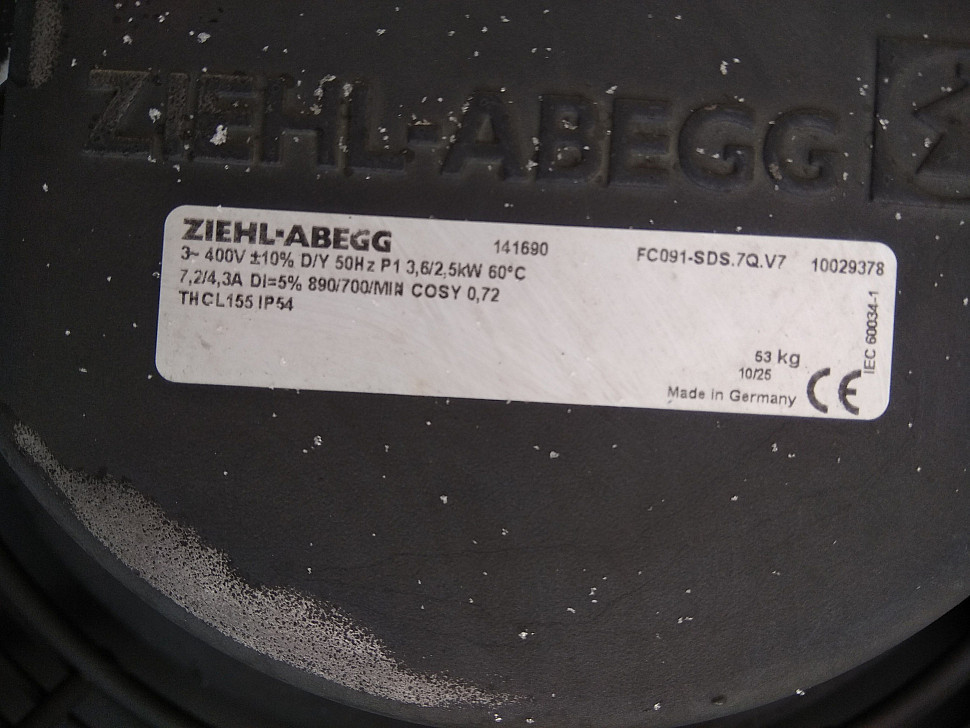 ZIEHL-ABEGG
ZIEHL-ABEGG 141690 FC091-SDS.7Q.V7 10029378
3~ 400V ±10% D/Y 50Hz P1 3,6/2,5kW 60°C
7,2/4,3A DI=5% 890/700/MIN COSY 0,72
THCL155 IP54
IEC 60034-1
53 kg
10/25
Made in Germany CE